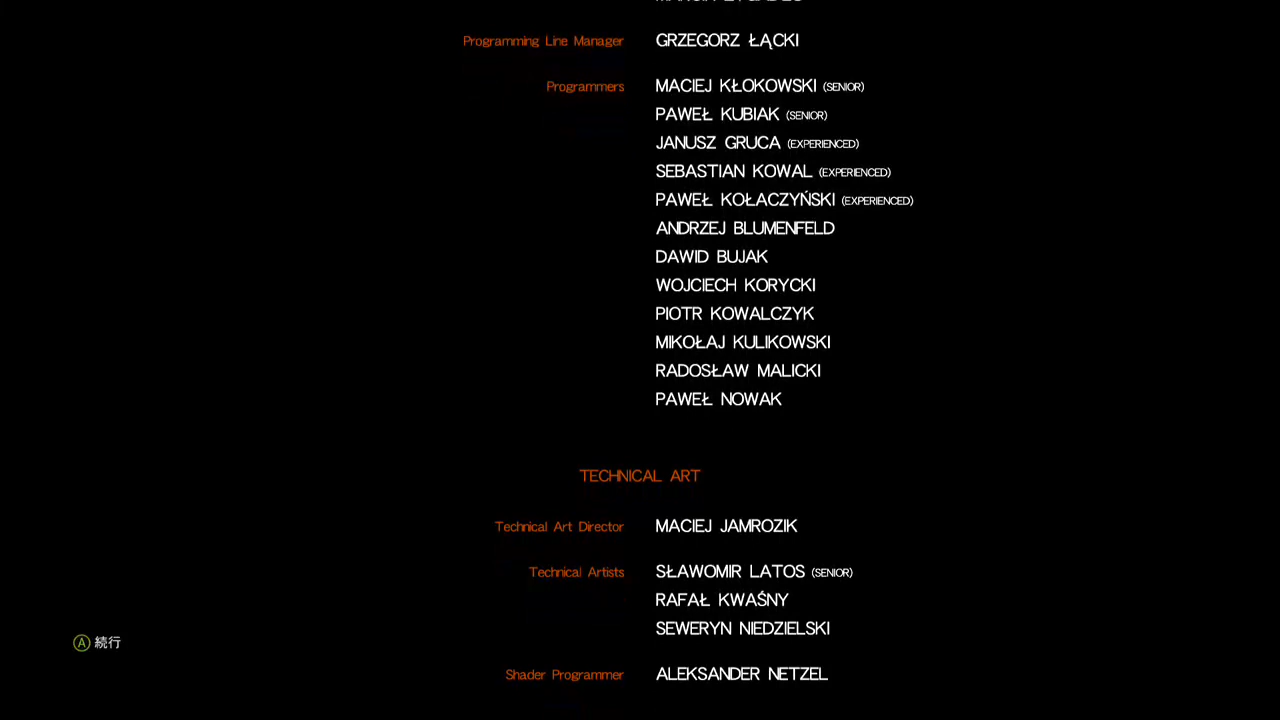 Programming Line Manager GRZEGORZ ŁĄCKI
Programmers MACIEJ KŁOKOWSKI (SENIOR)
PAWEŁ KUBIAK (SENIOR)
JANUSZ GRUCA (EXPERIENCED)
SEBASTIAN KOWAL (EXPERIENCED)
PAWEŁ KOŁACZYŃSKI (EXPERIENCED)
ANDRZEJ BLUMENFELD
DAWID BUJAK
WOJCIECH KORYCKI
PIOTR KOWALCZYK
MIKOŁAJ KULIKOWSKI
RADOSŁAW MALICKI
PAWEŁ NOWAK
TECHNICAL ART
Technical Art Director MACIEJ JAMROZIK
Technical Artists SŁAWOMIR LATOS (SENIOR)
RAFAŁ KWAŚNY
SEWERYN NIEDZIELSKI
Ⓐ 続行
Shader Programmer ALEKSANDER NETZEL